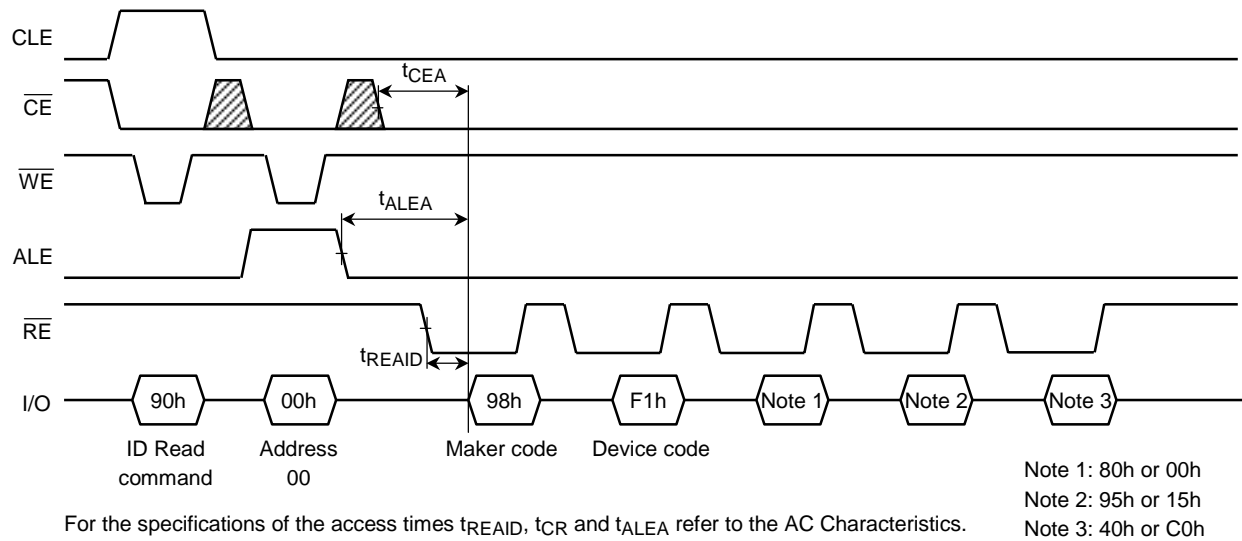 CLE
CE
tCEA
WE
tALEA
ALE
RE
tREAID
I/O
90h
00h
98h
F1h
Note 1
Note 2
Note 3
ID Read command
Address 00
Maker code
Device code
Note 1: 80h or 00h
Note 2: 95h or 15h
Note 3: 40h or C0h
For the specifications of the access times tREAID, tCR and tALEA refer to the AC Characteristics.